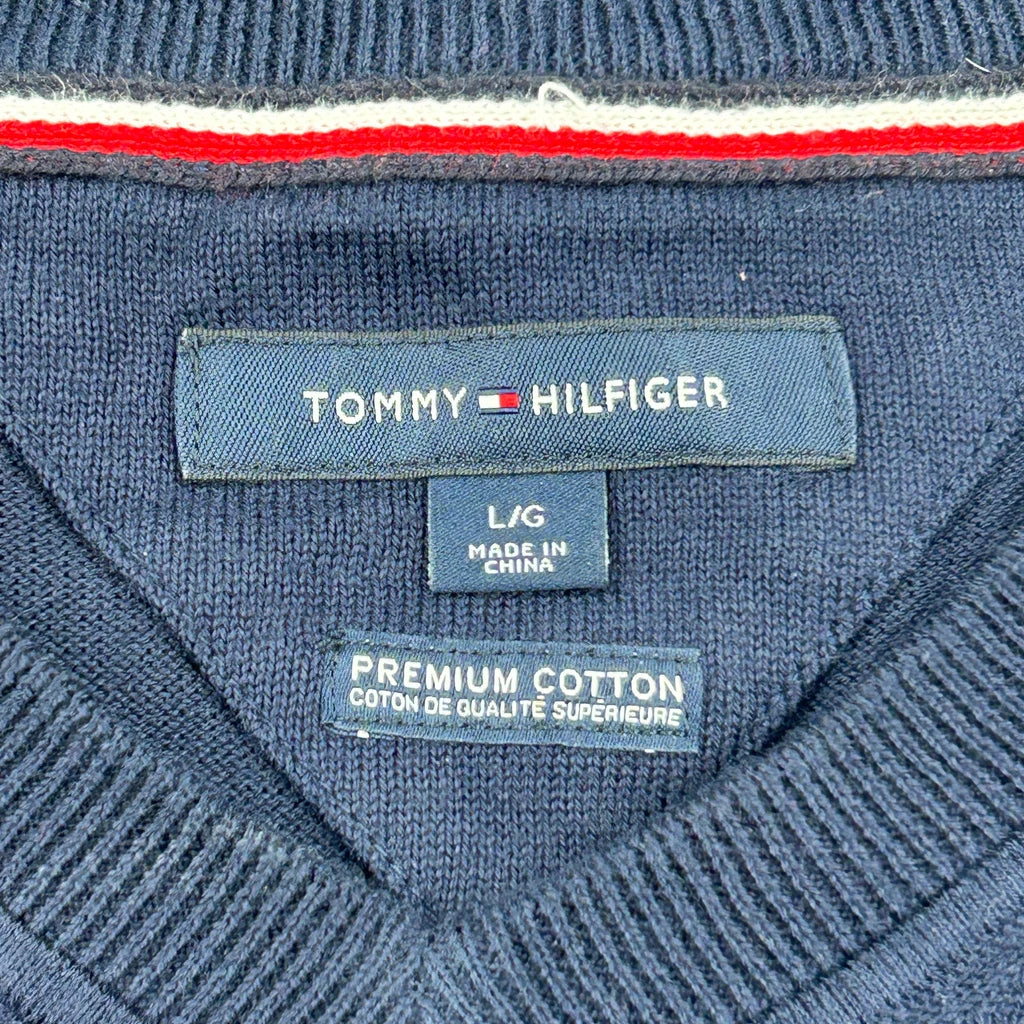 TOMMY HILFIGER
L/G
MADE IN
CHINA
PREMIUM COTTON
COTON DE QUALITÉ SUPÉRIEURE